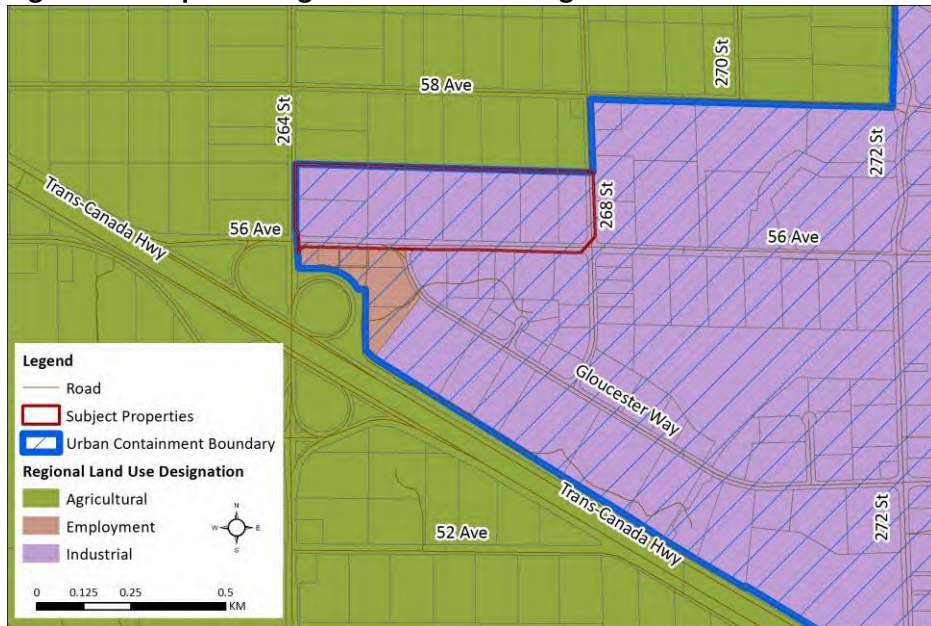 58 Ave
270 St
264 St
272 St
Trans-Canada Hwy
268 St
56 Ave
56 Ave
Gloucester Way
Trans-Canada Hwy
52 Ave
272 St
Legend
Road
Subject Properties
Urban Containment Boundary
Regional Land Use Designation
Agricultural
Employment
Industrial
N
W E
S
0 0.125 0.25 0.5
KM